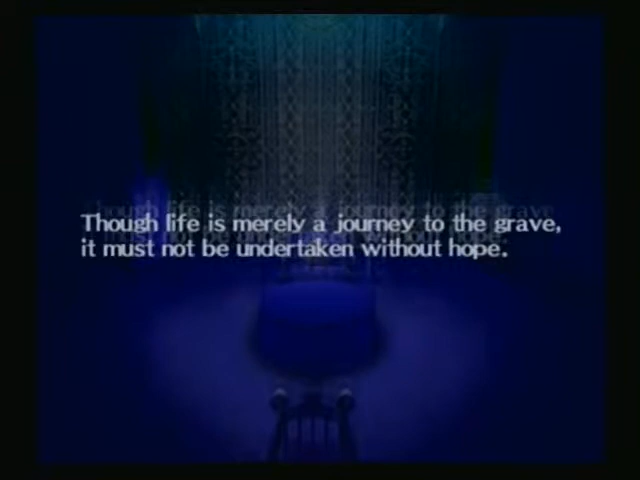 Though life is merely a journey to the grave,
it must not be undertaken without hope.